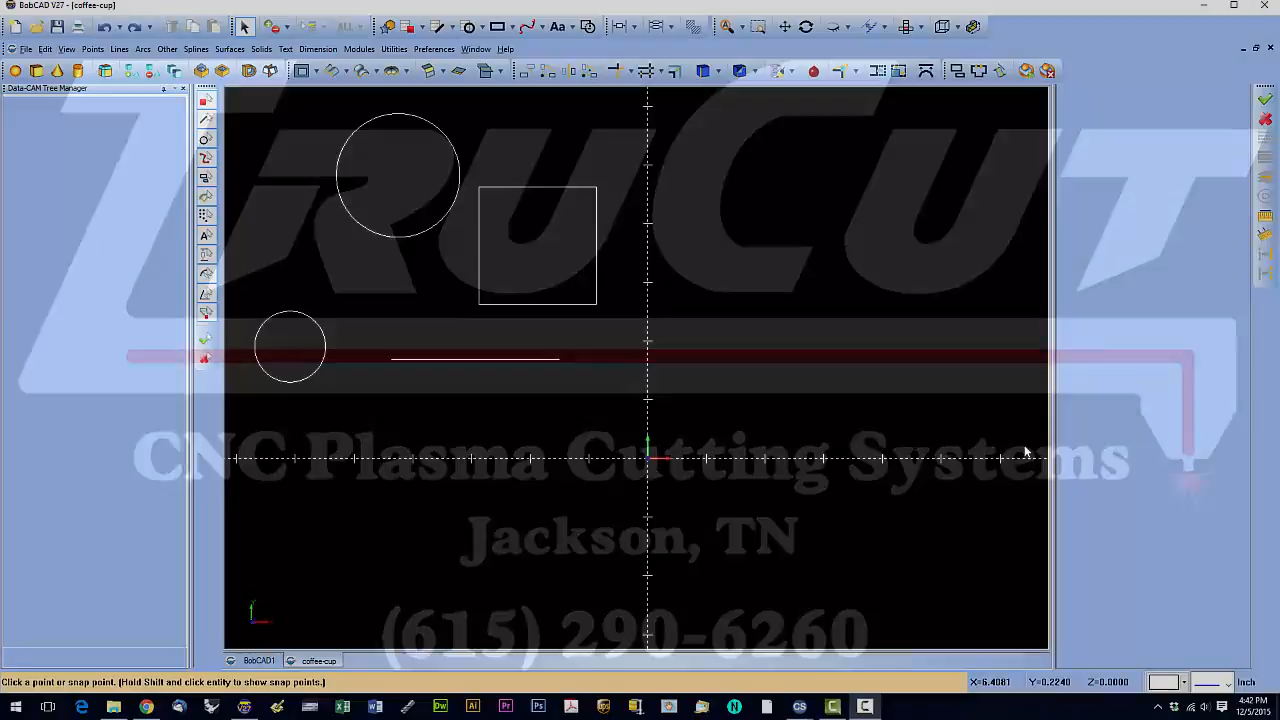 BobCAD V27 - [coffee-cup]
ALL
Aa
File Edit View Points Lines Arcs Other Splines Surfaces Solids Text Dimension Modules Utilities Preferences Window Help
Data-CAM Tree Manager
TRUCUT
CNC Plasma Cutting Systems
Jackson, TN
(615) 290-6260
BobCAD1 coffee-cup
Click a point or snap point. (Hold Shift and click entity to show snap points.) X=6.4081 Y=0.2240 Z=0.0000 Inch
4:42 PM
12/5/2015